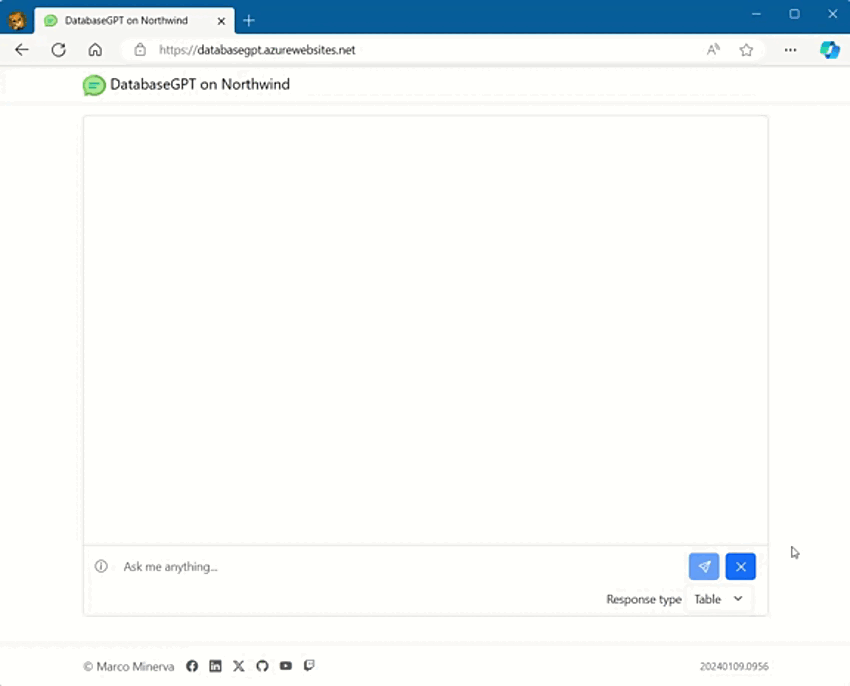 DatabaseGPT on Northwind
https://databasegpt.azurewebsites.net
DatabaseGPT on Northwind
Ask me anything...
Response type Table
© Marco Minerva
20240109.0956